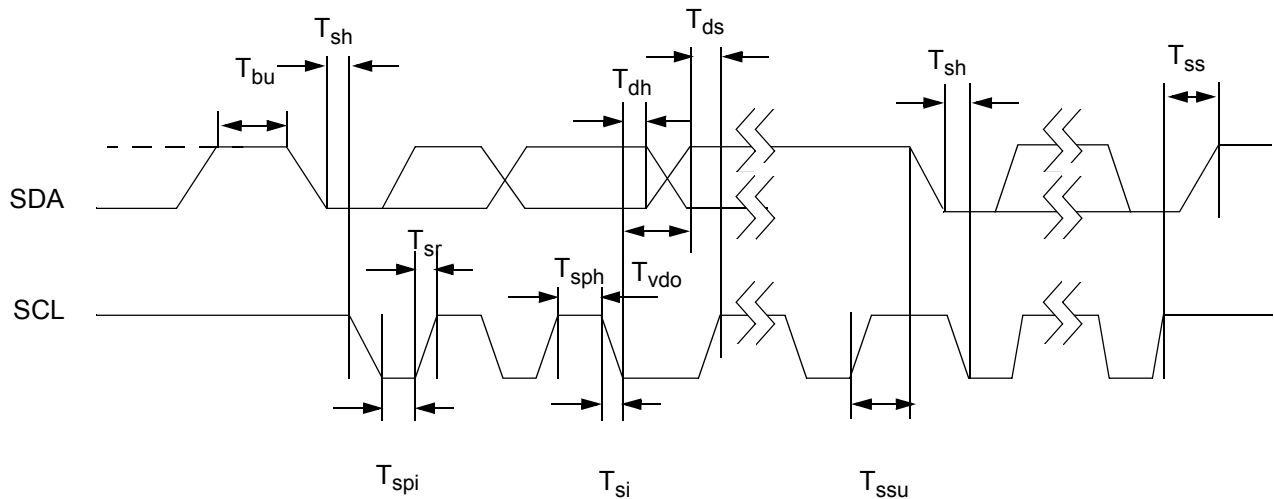 T_sh
T_ds
T_bu
T_dh
T_sh
T_ss
SDA
T_sr
T_sph
T_vdo
SCL
T_spi
T_si
T_ssu